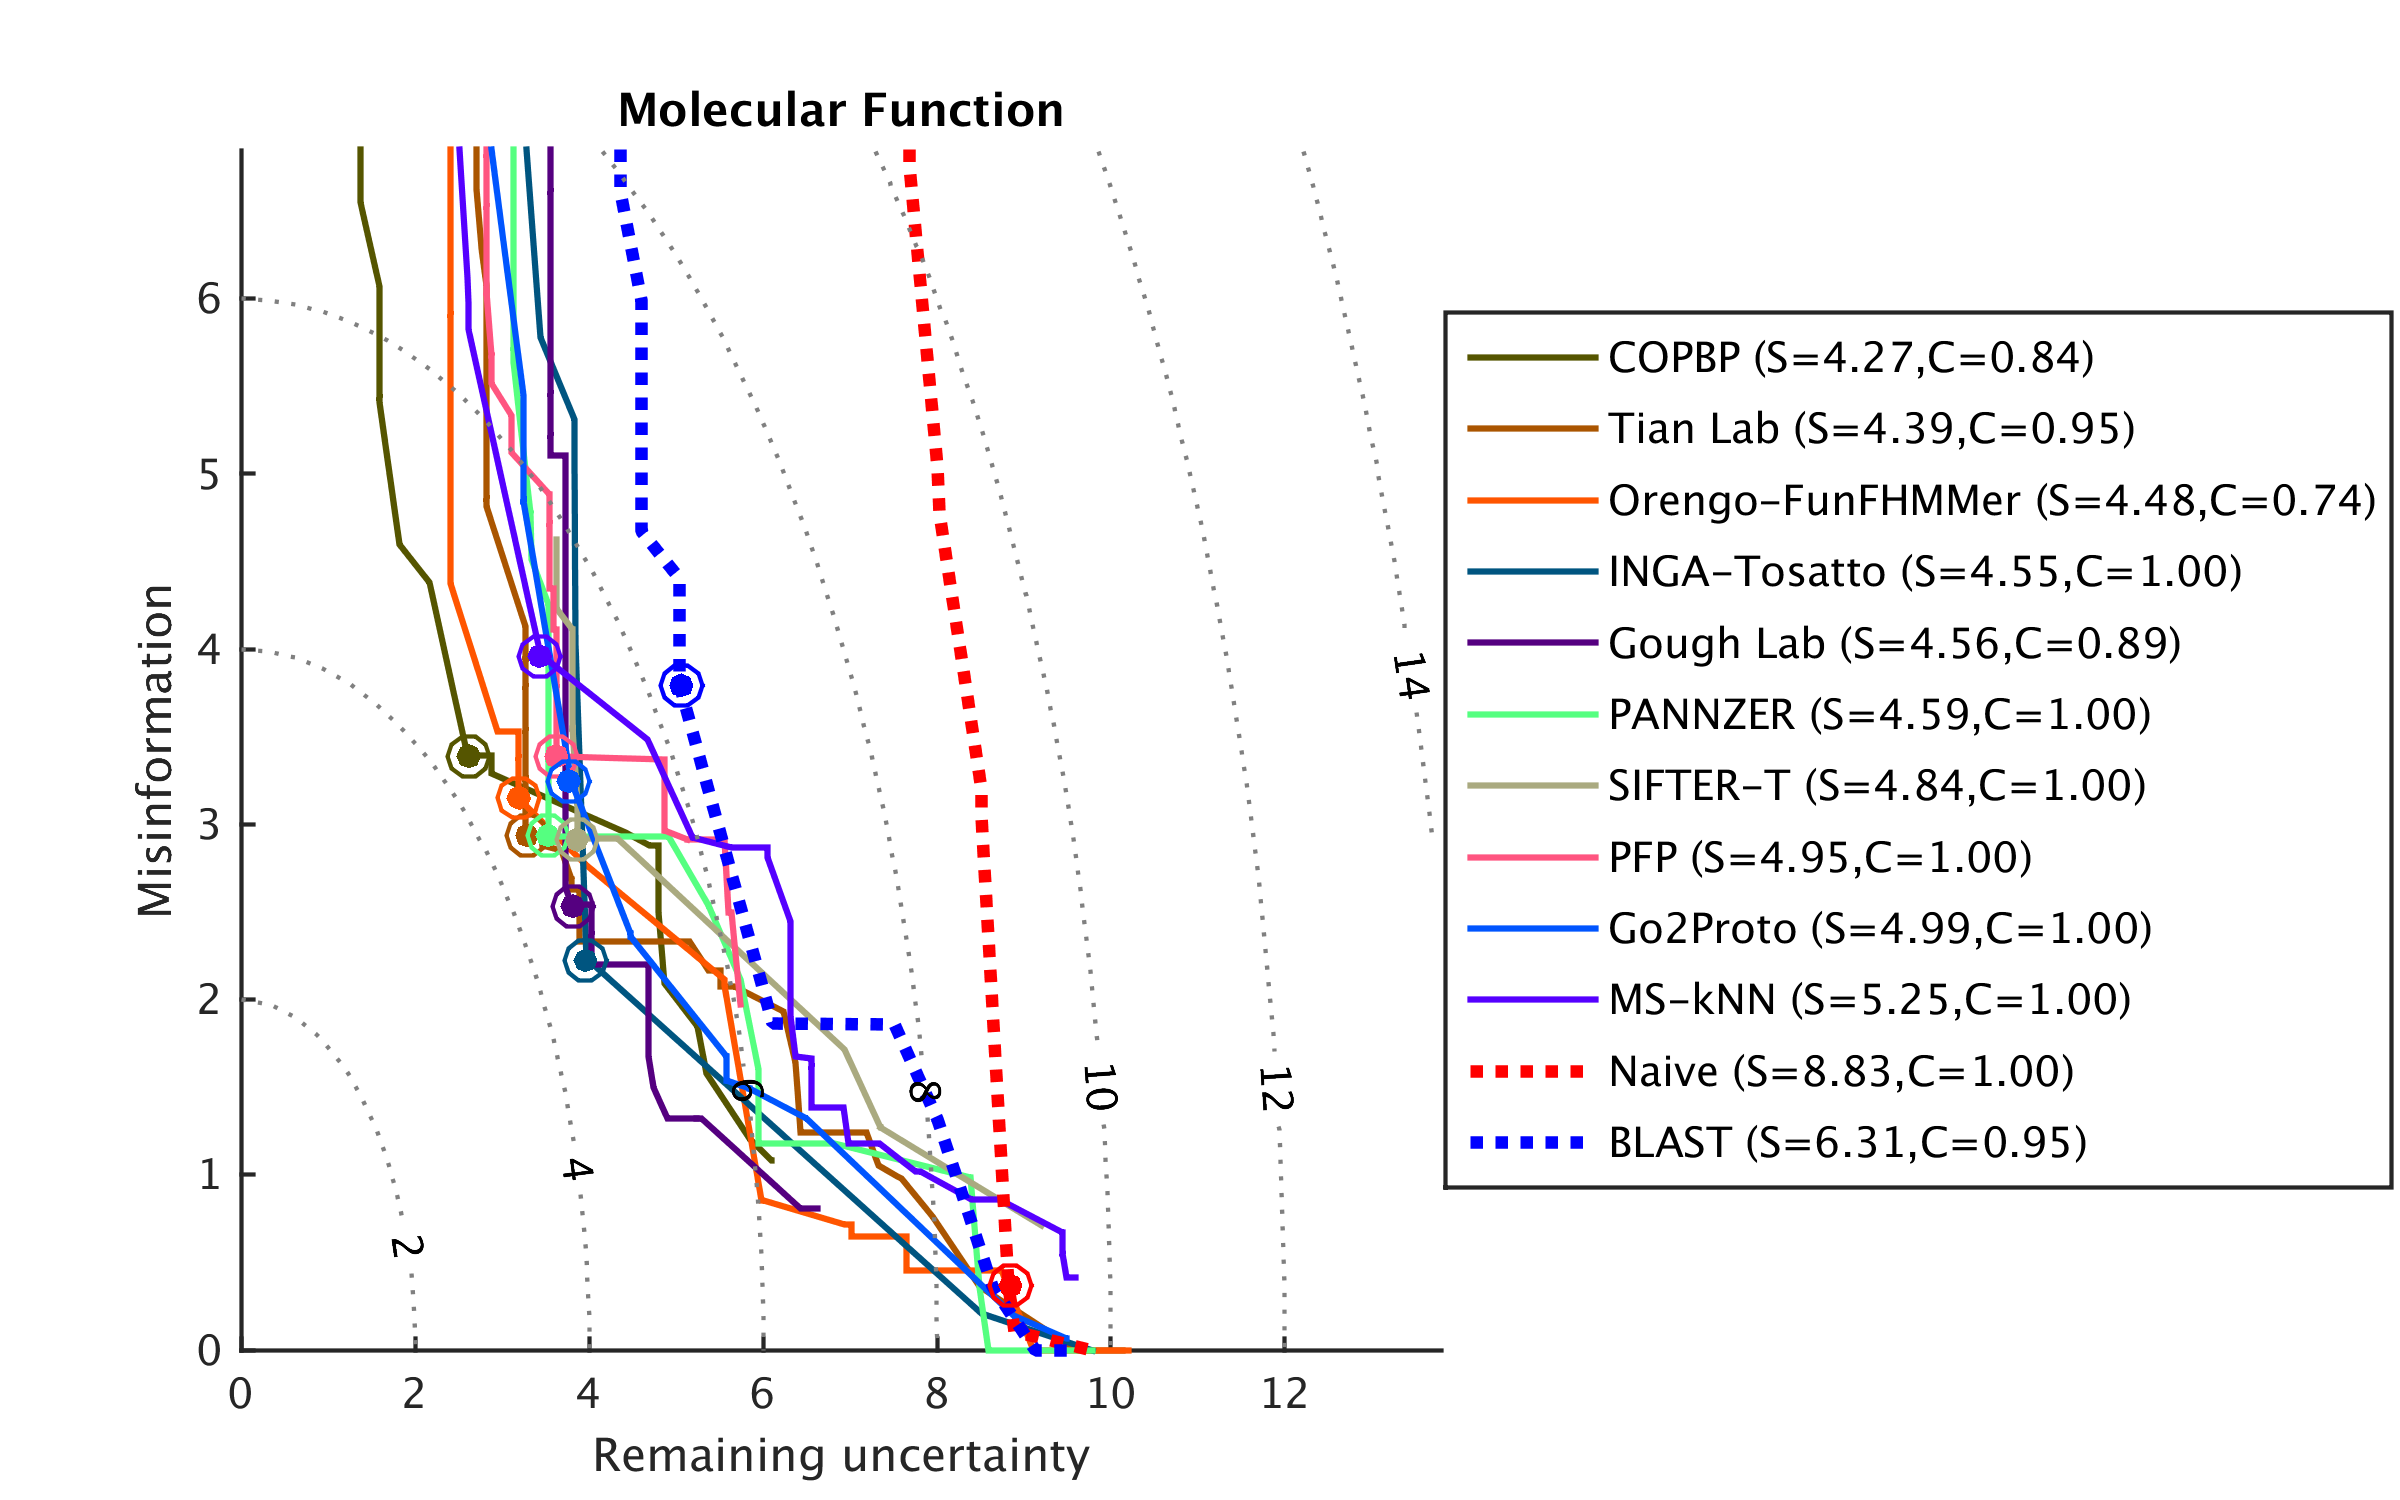 Molecular Function
Misinformation
6
5
4
3
2
1
0
0 2 4 6 8 10 12
Remaining uncertainty
2
4
6
8
10
12
14
COPBP (S=4.27,C=0.84)
Tian Lab (S=4.39,C=0.95)
Orengo-FunFHMMer (S=4.48,C=0.74)
INGA-Tosatto (S=4.55,C=1.00)
Gough Lab (S=4.56,C=0.89)
PANNZER (S=4.59,C=1.00)
SIFTER-T (S=4.84,C=1.00)
PFP (S=4.95,C=1.00)
Go2Proto (S=4.99,C=1.00)
MS-kNN (S=5.25,C=1.00)
Naive (S=8.83,C=1.00)
BLAST (S=6.31,C=0.95)